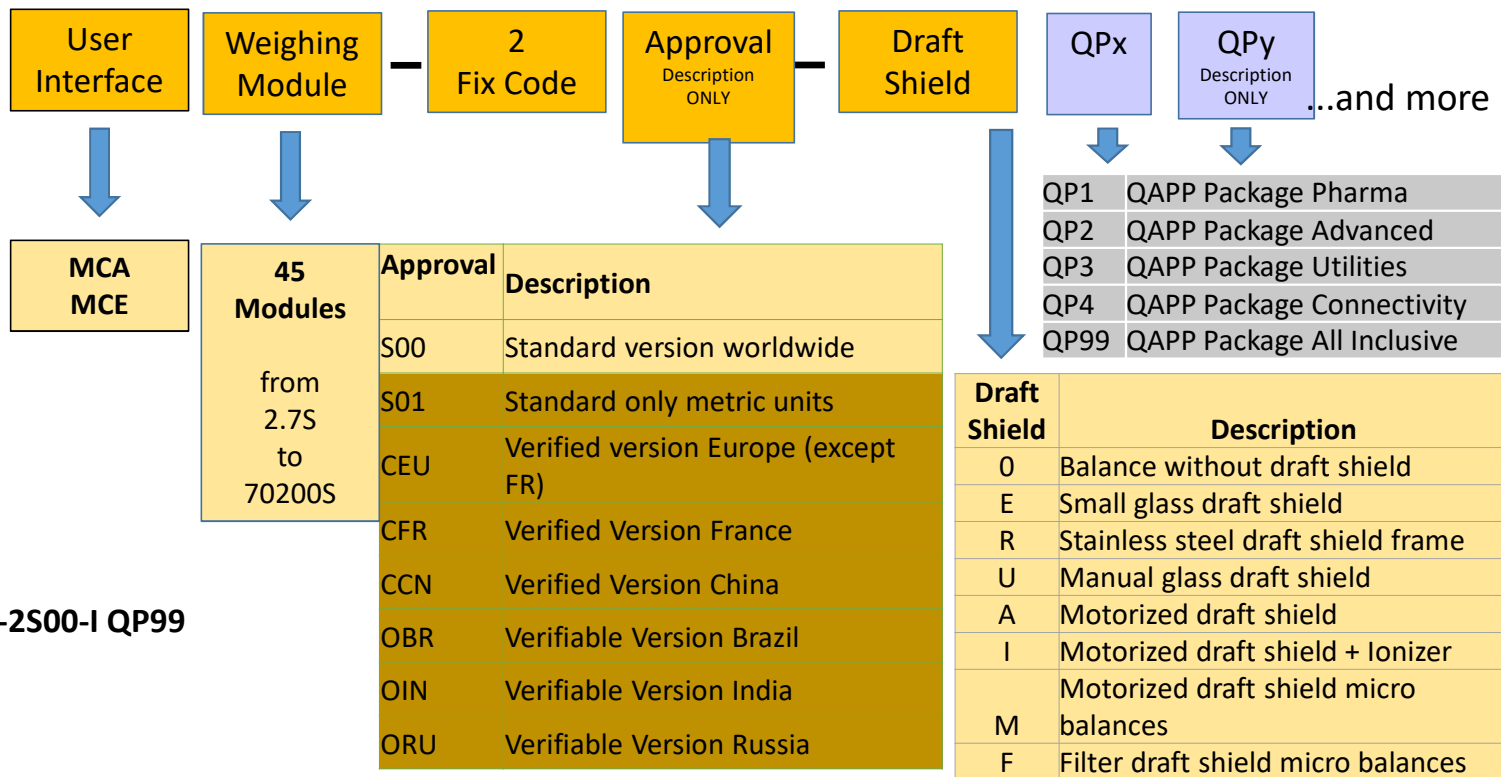 User
Interface
Weighing
Module
–
2
Fix Code
Approval
Description
ONLY
–
Draft
Shield
QPx
QPy
Description
ONLY
...and more
MCA
MCE
45
Modules
from
2.7S
to
70200S
Approval Description
S00 Standard version worldwide
S01 Standard only metric units
CEU Verified version Europe (except
FR)
CFR Verified Version France
CCN Verified Version China
OBR Verifiable Version Brazil
OIN Verifiable Version India
ORU Verifiable Version Russia
QP1 QAPP Package Pharma
QP2 QAPP Package Advanced
QP3 QAPP Package Utilities
QP4 QAPP Package Connectivity
QP99 QAPP Package All Inclusive
Draft
Shield Description
0 Balance without draft shield
E Small glass draft shield
R Stainless steel draft shield frame
U Manual glass draft shield
A Motorized draft shield
I Motorized draft shield + Ionizer
Motorized draft shield micro
M balances
F Filter draft shield micro balances
-2S00-I QP99